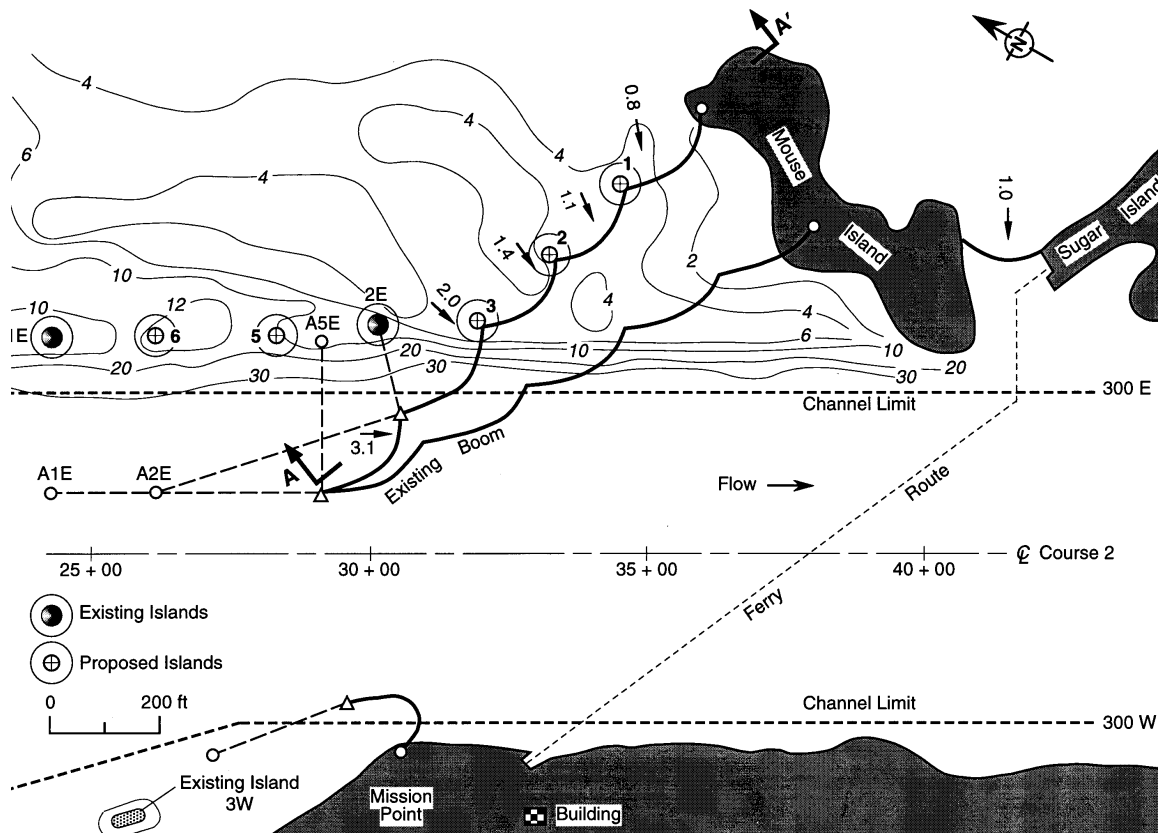 A'
N
4
4
0.8
6
4
1
Mouse
4
1.1
1.0
Sugar Island
2
Island
1.4
2
10
2.0
2E
3
4
4
12
10
6
1E
6
5
A5E
10
10
20
20
20
30
30
30
300 E
Channel Limit
3.1
A
A1E
A2E
Existing Boom
Flow
Route
℄ Course 2
25 + 00
30 + 00
35 + 00
40 + 00
Existing Islands
Ferry
Proposed Islands
0
200 ft
Channel Limit
300 W
Existing Island
3W
Mission
Point
Building